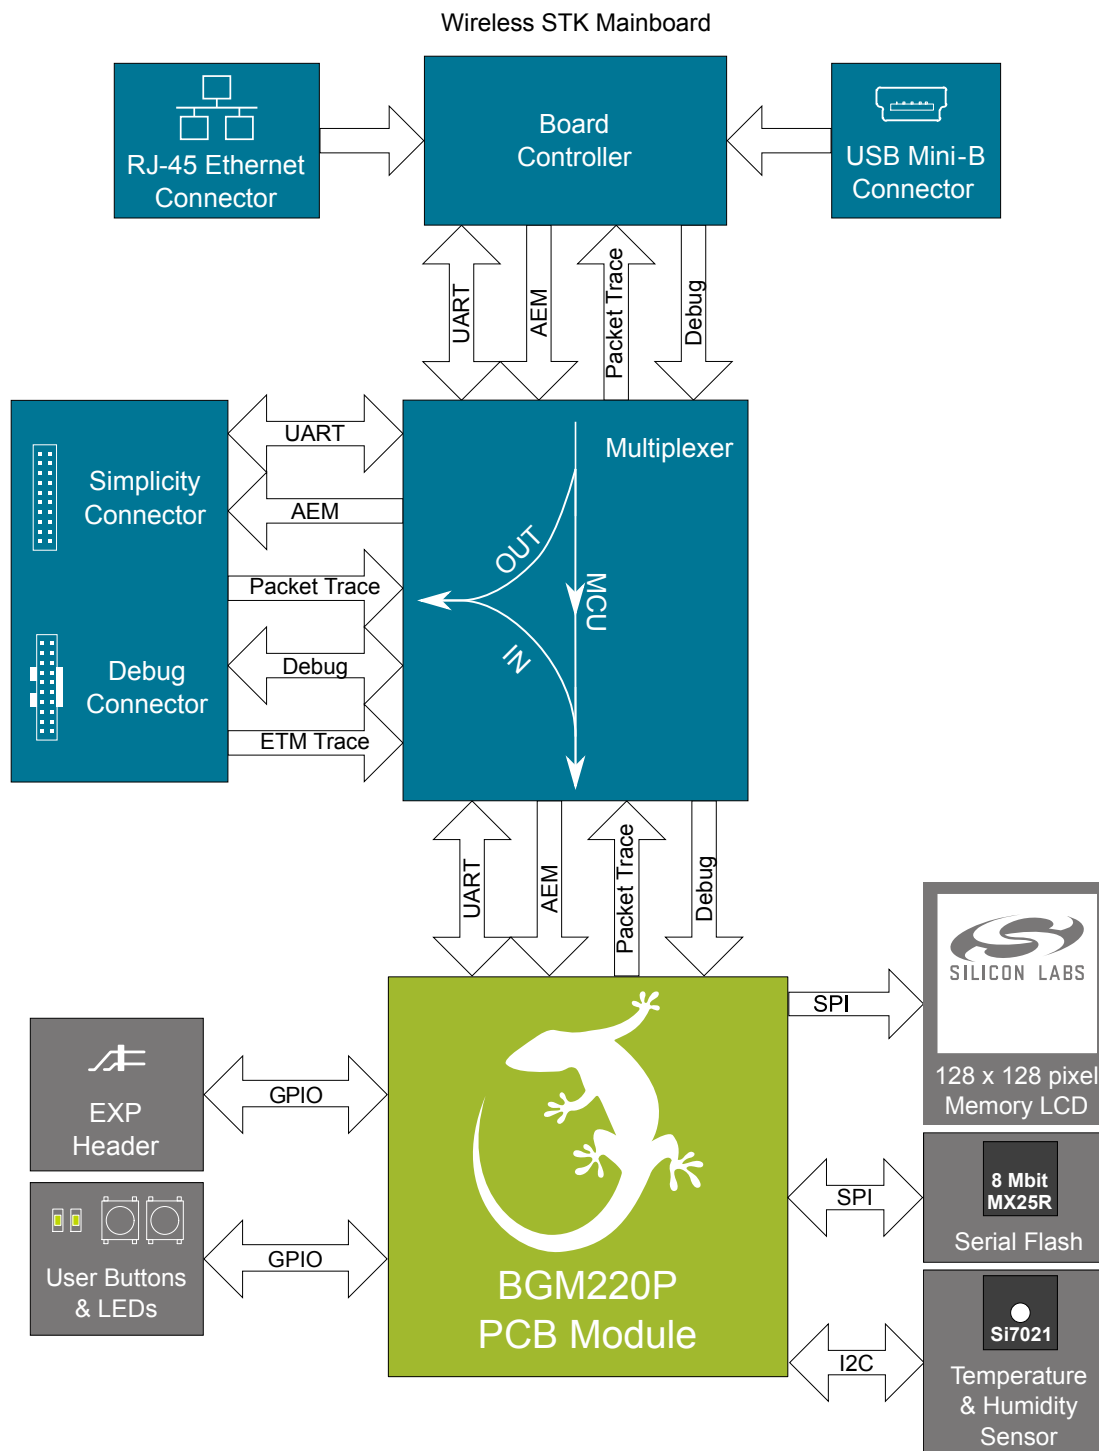 Wireless STK Mainboard
RJ-45 Ethernet
Connector
Board
Controller
USB Mini-B
Connector
UART
AEM
Packet Trace
Debug
Simplicity
Connector
Debug
Connector
UART
AEM
Packet Trace
Debug
ETM Trace
Multiplexer
OUT
MCU
IN
UART
AEM
Packet Trace
Debug
SPI
SILICON LABS
128 x 128 pixel
Memory LCD
EXP
Header
GPIO
SPI
8 Mbit
MX25R
Serial Flash
User Buttons
& LEDs
GPIO
BGM220P
PCB Module
I2C
Si7021
Temperature
& Humidity
Sensor